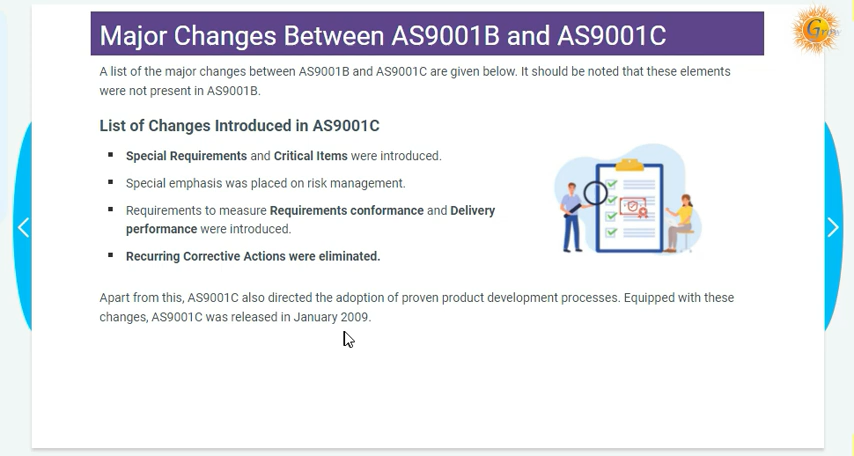 Major Changes Between AS9001B and AS9001C
A list of the major changes between AS9001B and AS9001C are given below. It should be noted that these elements
were not present in AS9001B.
List of Changes Introduced in AS9001C
▪ Special Requirements and Critical Items were introduced.
▪ Special emphasis was placed on risk management.
▪ Requirements to measure Requirements conformance and Delivery
performance were introduced.
▪ Recurring Corrective Actions were eliminated.
Apart from this, AS9001C also directed the adoption of proven product development processes. Equipped with these
changes, AS9001C was released in January 2009.